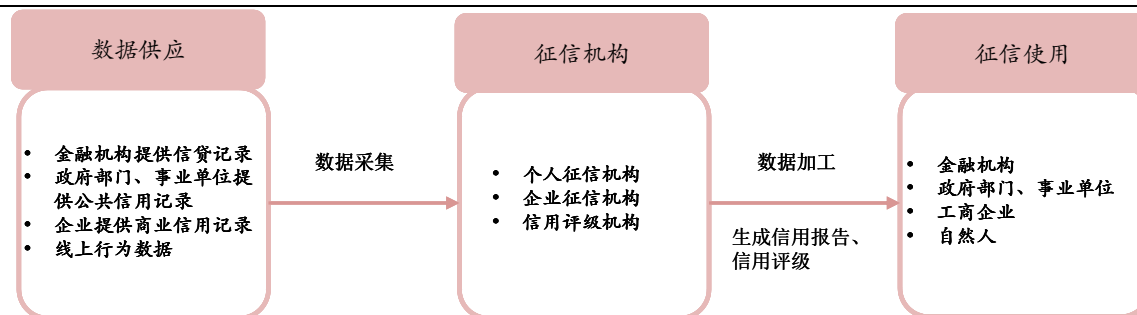 数据供应
金融机构提供信贷记录
政府部门、事业单位提
供公共信用记录
企业提供商业信用记录
线上行为数据
数据采集
征信机构
个人征信机构
企业征信机构
信用评级机构
数据加工
生成信用报告、
信用评级
征信使用
金融机构
政府部门、事业单位
工商企业
自然人